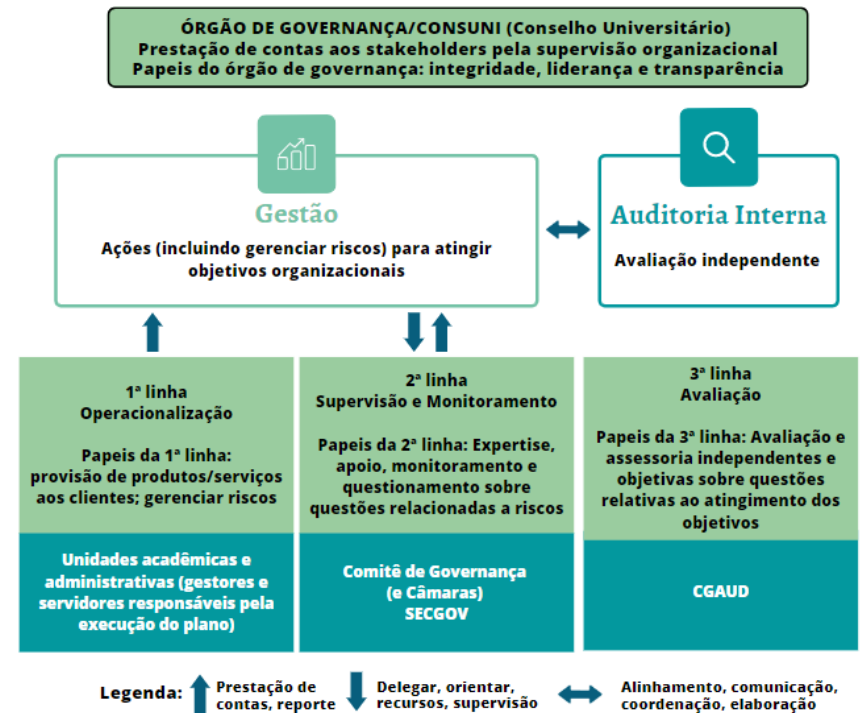 ÓRGÃO DE GOVERNANÇA/CONSUNI (Conselho Universitário)
Prestação de contas aos stakeholders pela supervisão organizacional
Papeis do órgão de governança: integridade, liderança e transparência
Gestão
Ações (incluindo gerenciar riscos) para atingir
objetivos organizacionais
Auditoria Interna
Avaliação independente
1ª linha
Operacionalização
Papeis da 1ª linha:
provisão de produtos/serviços
aos clientes; gerenciar riscos
Unidades acadêmicas e
administrativas (gestores e
servidores responsáveis pela
execução do plano)
2ª linha
Supervisão e Monitoramento
Papeis da 2ª linha: Expertise,
apoio, monitoramento e
questionamento sobre
questões relacionadas a riscos
Comitê de Governança
(e Câmaras)
SECGOV
3ª linha
Avaliação
Papeis da 3ª linha: Avaliação e
assessoria independentes e
objetivas sobre questões
relativas ao atingimento dos
objetivos
CGAUD
Legenda:
Prestação de
contas, reporte
Delegar, orientar,
recursos, supervisão
Alinhamento, comunicação,
coordenação, elaboração